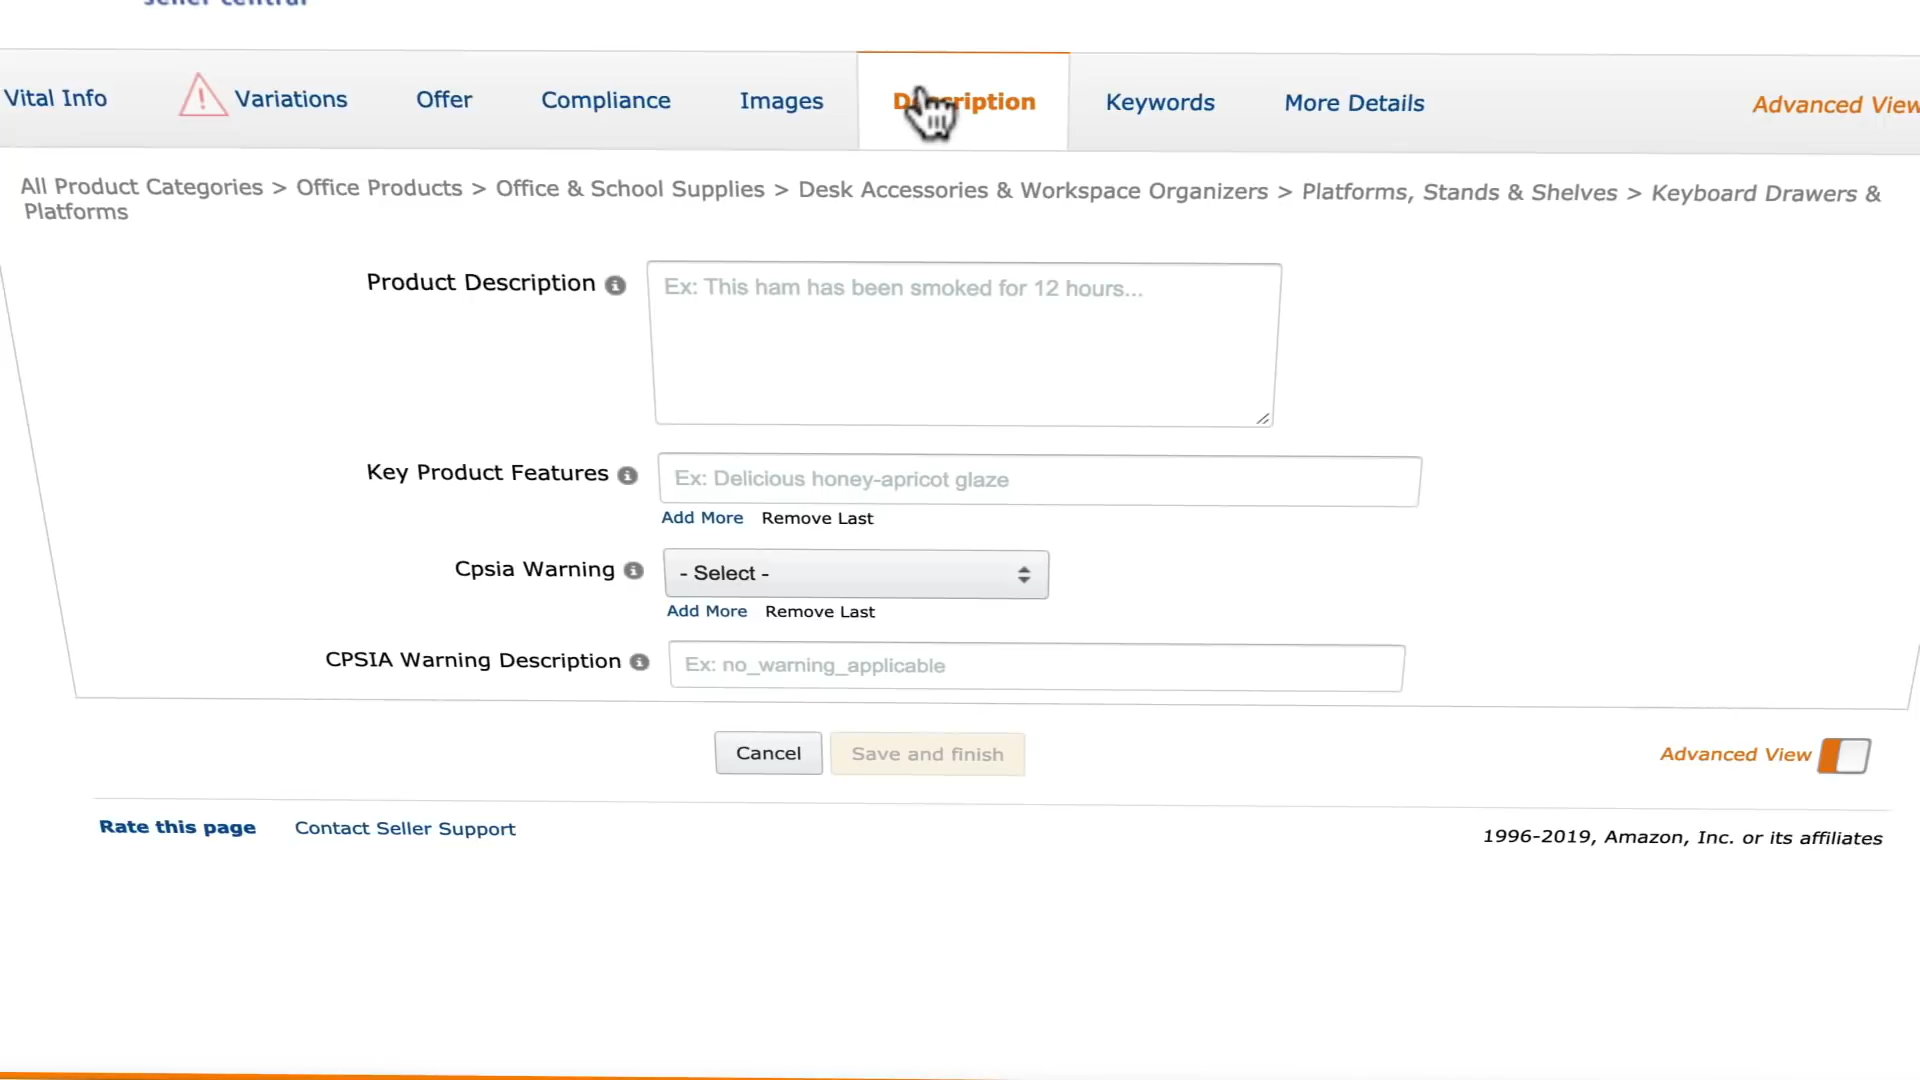 seller central
Vital Info Variations Offer Compliance Images Description Keywords More Details Advanced View
All Product Categories > Office Products > Office & School Supplies > Desk Accessories & Workspace Organizers > Platforms, Stands & Shelves > Keyboard Drawers &
Platforms
Product Description Ex: This ham has been smoked for 12 hours...
Key Product Features Ex: Delicious honey-apricot glaze
Add More Remove Last
Cpsia Warning - Select -
Add More Remove Last
CPSIA Warning Description Ex: no_warning_applicable
Cancel Save and finish Advanced View
Rate this page Contact Seller Support 1996-2019, Amazon, Inc. or its affiliates